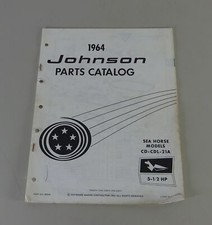 1964
Johnson
PARTS CATALOG
SEA HORSE
MODELS
CD-CDL-21A
5-1/2 HP